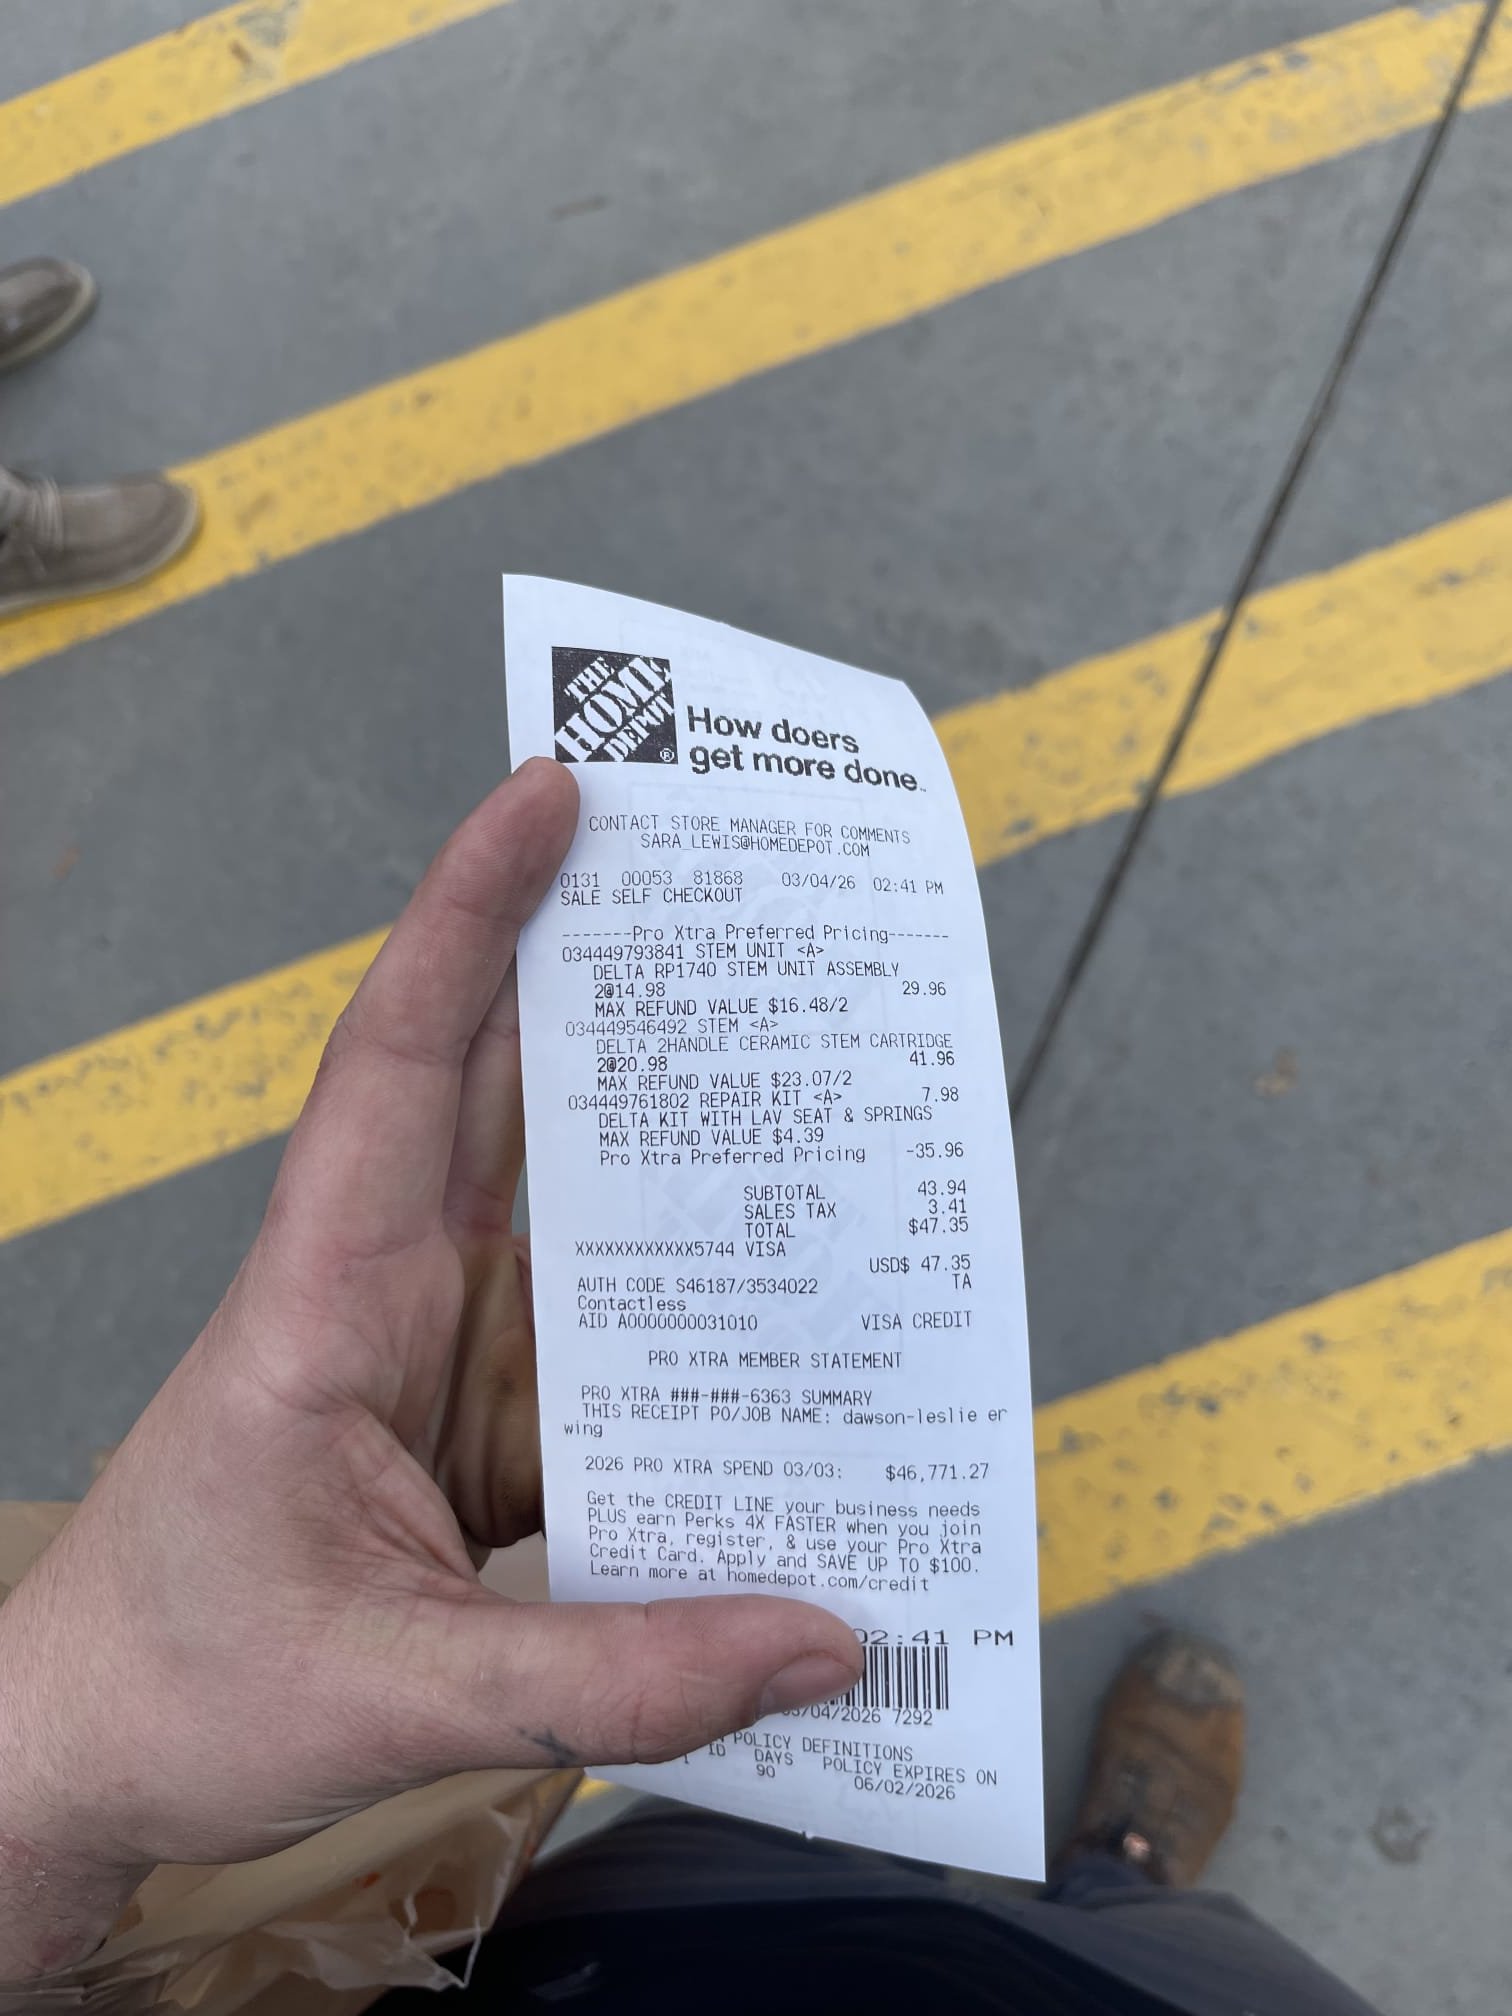 THE
HOME
DEPOT
®
How doers
get more done™
CONTACT STORE MANAGER FOR COMMENTS
SARA_LEWIS@HOMEDEPOT.COM
0131 00053 81868 03/04/26 02:41 PM
SALE SELF CHECKOUT
-------Pro Xtra Preferred Pricing-------
034449793841 STEM UNIT <A>
DELTA RP1740 STEM UNIT ASSEMBLY
2@14.98 29.96
MAX REFUND VALUE $16.48/2
034449546492 STEM <A>
DELTA 2HANDLE CERAMIC STEM CARTRIDGE
2@20.98 41.96
MAX REFUND VALUE $23.07/2
034449761802 REPAIR KIT <A> 7.98
DELTA KIT WITH LAV SEAT & SPRINGS
MAX REFUND VALUE $4.39
Pro Xtra Preferred Pricing -35.96
SUBTOTAL 43.94
SALES TAX 3.41
TOTAL $47.35
XXXXXXXXXXXX5744 VISA
USD$ 47.35
AUTH CODE S46187/3534022 TA
Contactless
AID A0000000031010 VISA CREDIT
PRO XTRA MEMBER STATEMENT
PRO XTRA ###-###-6363 SUMMARY
THIS RECEIPT PO/JOB NAME: dawson-leslie er
wing
2026 PRO XTRA SPEND 03/03: $46,771.27
Get the CREDIT LINE your business needs
PLUS earn Perks 4X FASTER when you join
Pro Xtra, register, & use your Pro Xtra
Credit Card. Apply and SAVE UP TO $100.
Learn more at homedepot.com/credit
02:41 PM
/04/2026 7292
POLICY DEFINITIONS
ID DAYS POLICY EXPIRES ON
90 06/02/2026